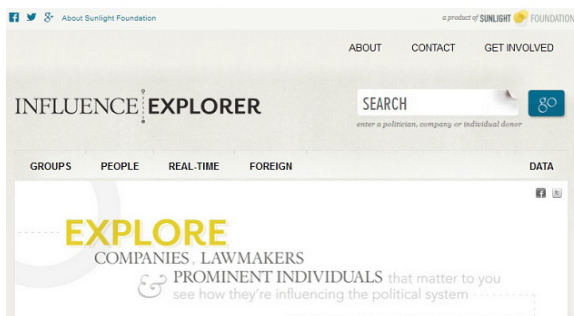 About Sunlight Foundation
a product of SUNLIGHT FOUNDATION
ABOUT CONTACT GET INVOLVED
INFLUENCE EXPLORER
SEARCH go
enter a politician, company or individual donor
GROUPS PEOPLE REAL-TIME FOREIGN DATA
EXPLORE
COMPANIES, LAWMAKERS
& PROMINENT INDIVIDUALS that matter to you
see how they're influencing the political system